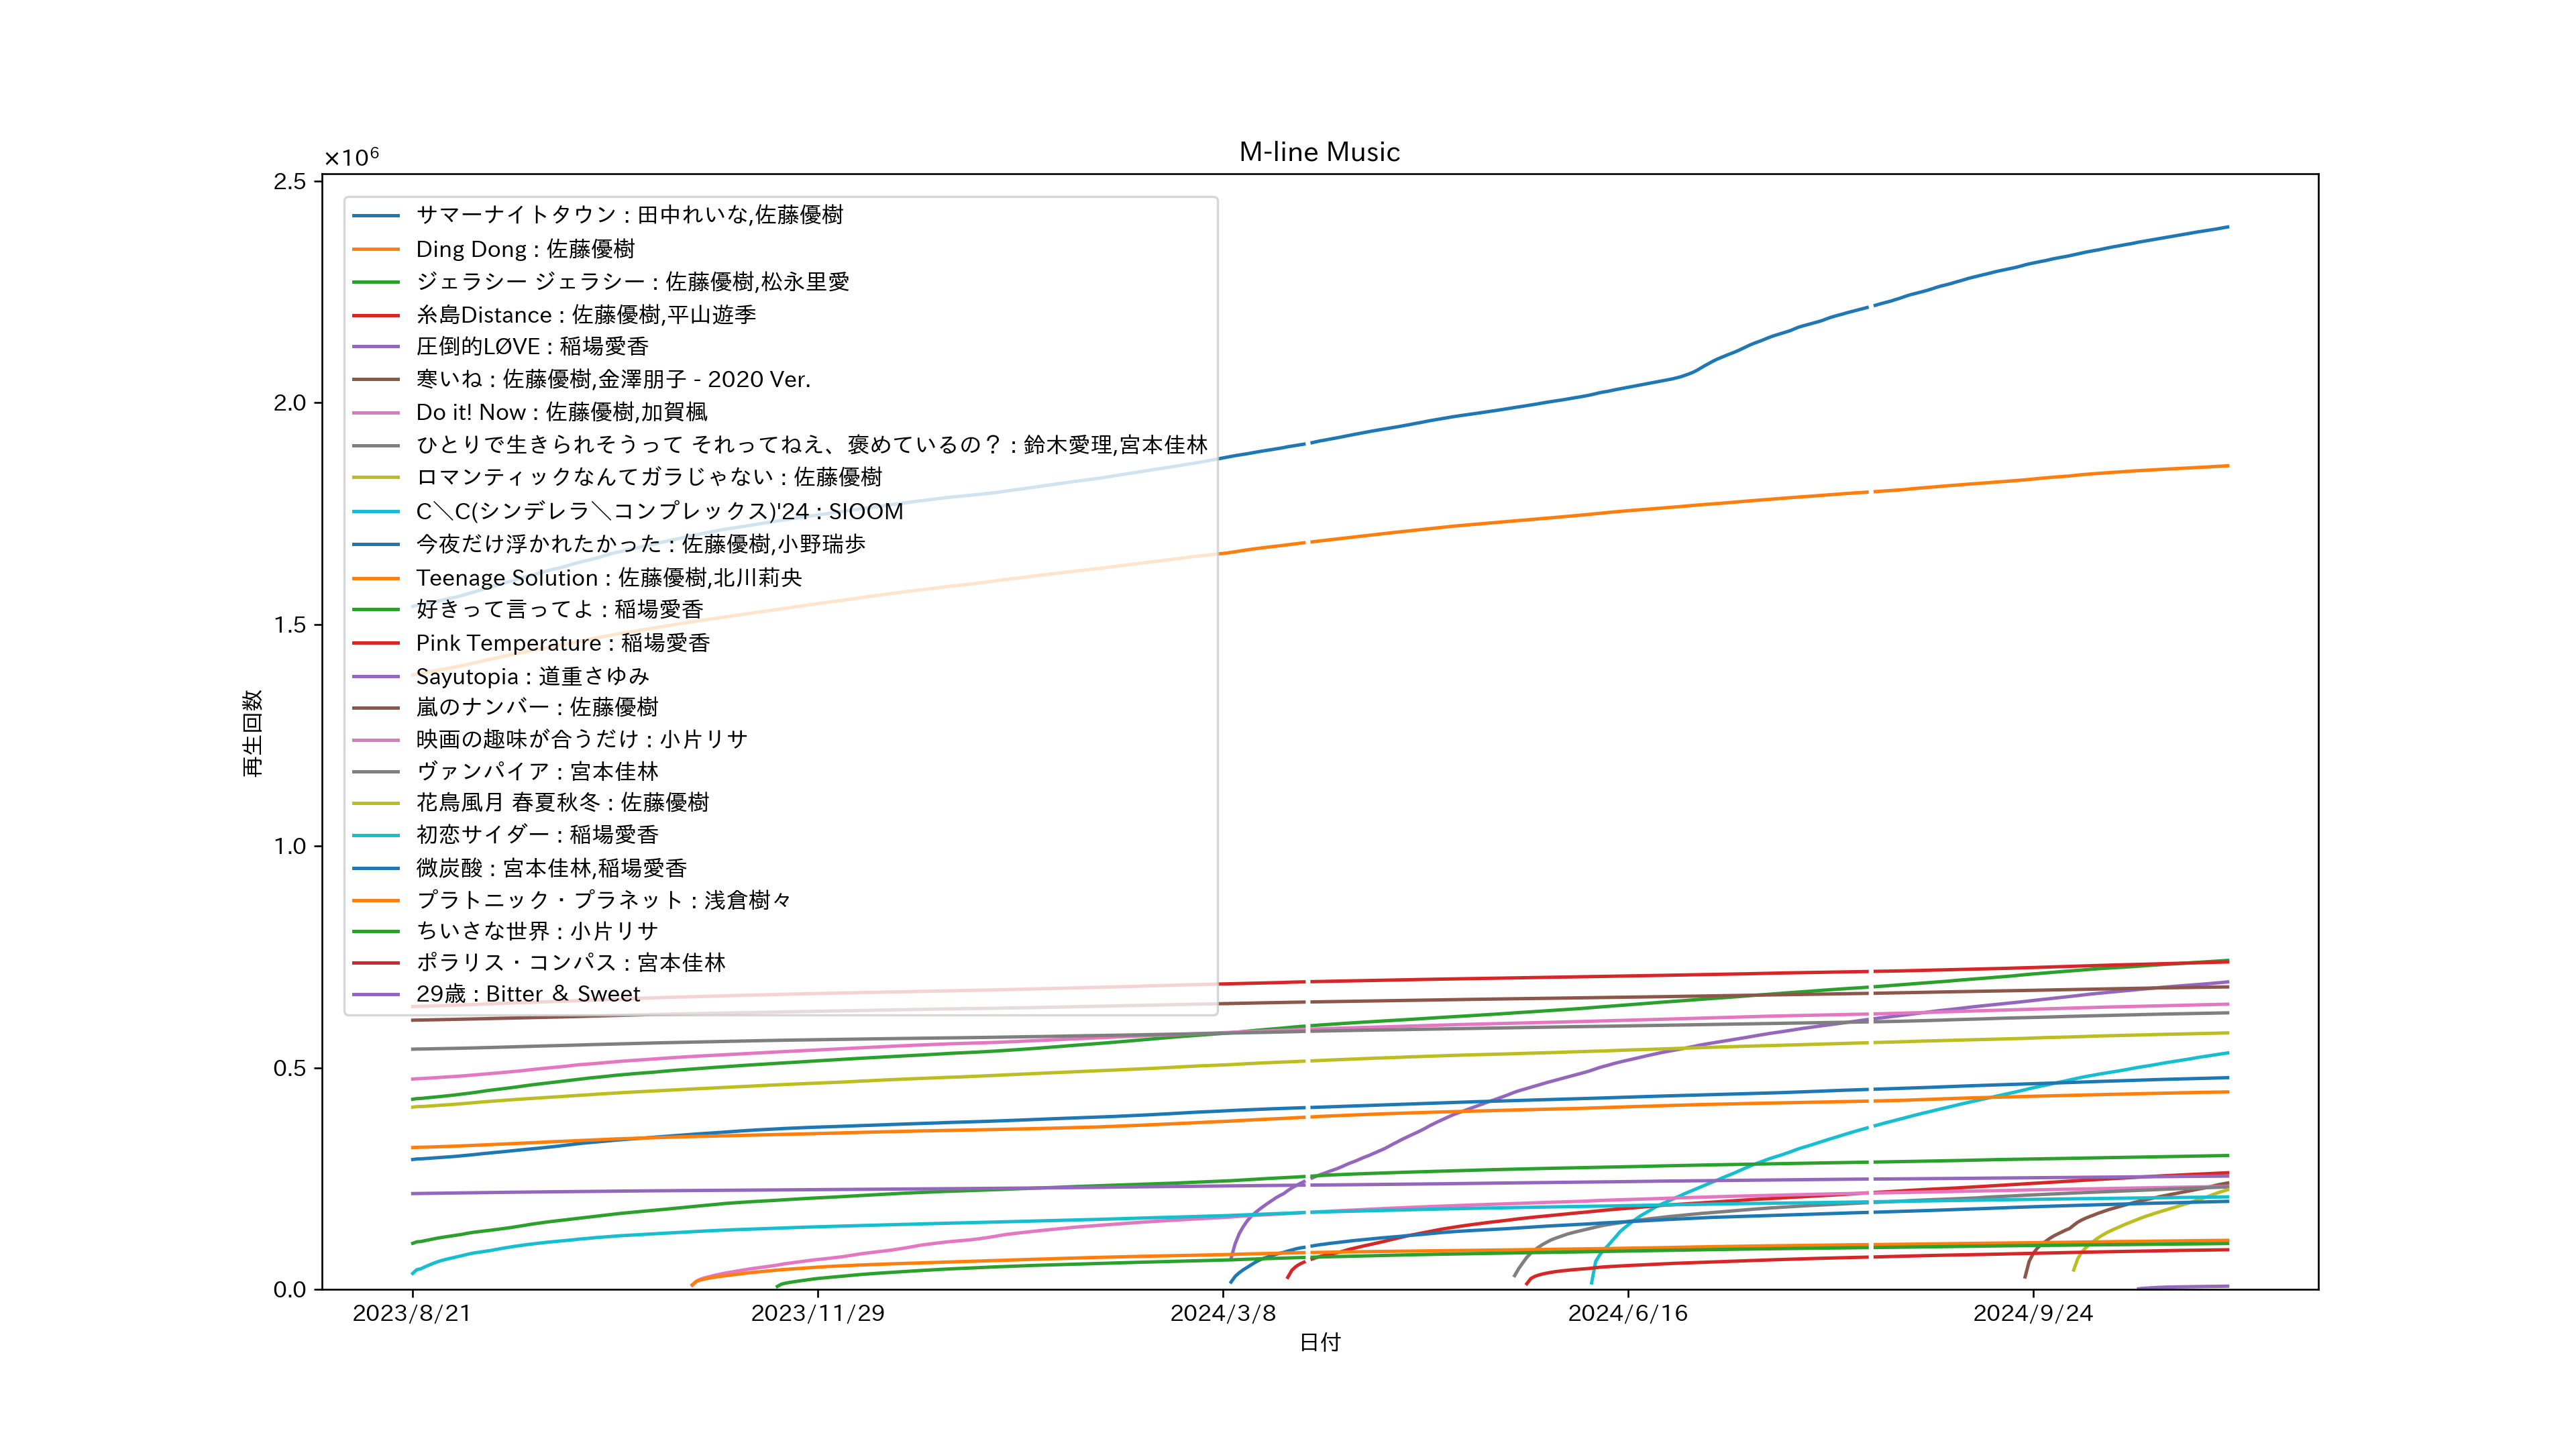 M-line Music
×10⁶
2.5
2.0
1.5
1.0
0.5
0.0
再生回数
サマーナイトタウン : 田中れいな,佐藤優樹
Ding Dong : 佐藤優樹
ジェラシー ジェラシー : 佐藤優樹,松永里愛
糸島Distance : 佐藤優樹,平山遊季
圧倒的LØVE : 稲場愛香
寒いね : 佐藤優樹,金澤朋子 - 2020 Ver.
Do it! Now : 佐藤優樹,加賀楓
ひとりで生きられそうって それってねえ、褒めているの？ : 鈴木愛理,宮本佳林
ロマンティックなんてガラじゃない : 佐藤優樹
C＼C(シンデレラ＼コンプレックス)'24 : SIOOM
今夜だけ浮かれたかった : 佐藤優樹,小野瑞歩
Teenage Solution : 佐藤優樹,北川莉央
好きって言ってよ : 稲場愛香
Pink Temperature : 稲場愛香
Sayutopia : 道重さゆみ
嵐のナンバー : 佐藤優樹
映画の趣味が合うだけ : 小片リサ
ヴァンパイア : 宮本佳林
花鳥風月 春夏秋冬 : 佐藤優樹
初恋サイダー : 稲場愛香
微炭酸 : 宮本佳林,稲場愛香
プラトニック・プラネット : 浅倉樹々
ちいさな世界 : 小片リサ
ポラリス・コンパス : 宮本佳林
29歳 : Bitter ＆ Sweet
2023/8/21
2023/11/29
2024/3/8
2024/6/16
2024/9/24
日付